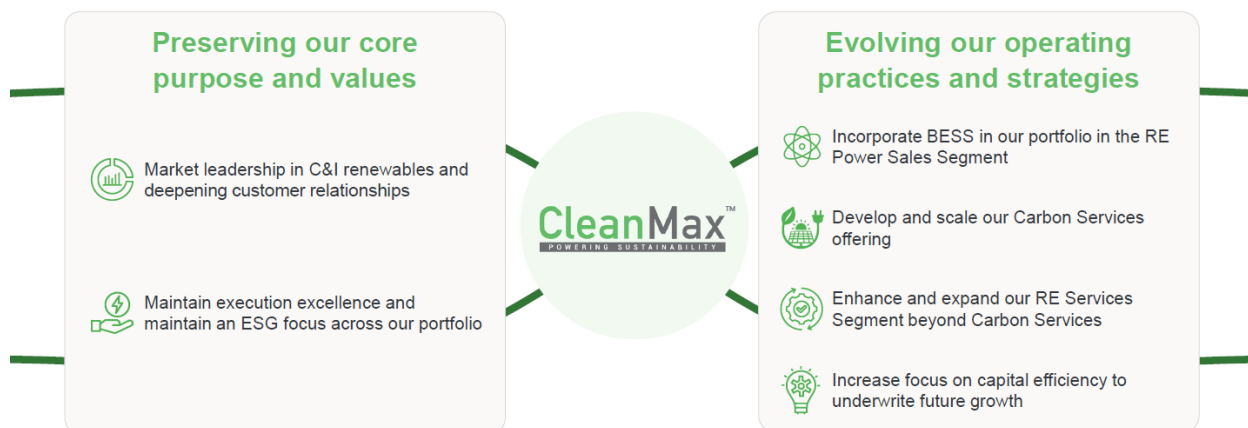 Preserving our core
purpose and values
Market leadership in C&I renewables and
deepening customer relationships
Maintain execution excellence and
maintain an ESG focus across our portfolio
CleanMax™
POWERING SUSTAINABILITY
Evolving our operating
practices and strategies
Incorporate BESS in our portfolio in the RE
Power Sales Segment
Develop and scale our Carbon Services
offering
Enhance and expand our RE Services
Segment beyond Carbon Services
Increase focus on capital efficiency to
underwrite future growth